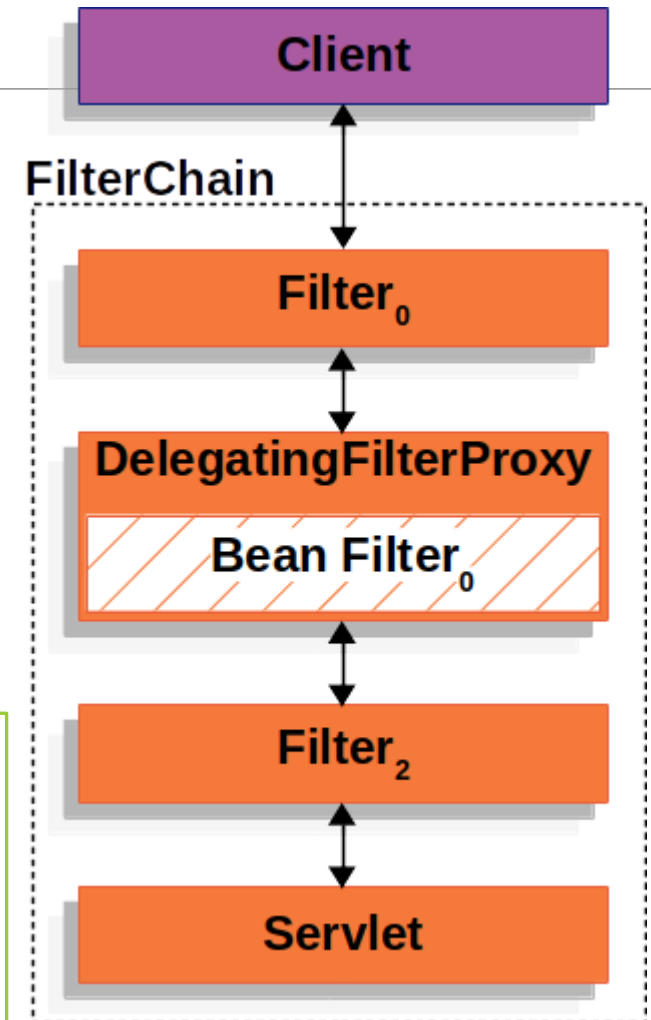 Client
FilterChain
Filter0
DelegatingFilterProxy
Bean Filter0
Filter2
Servlet